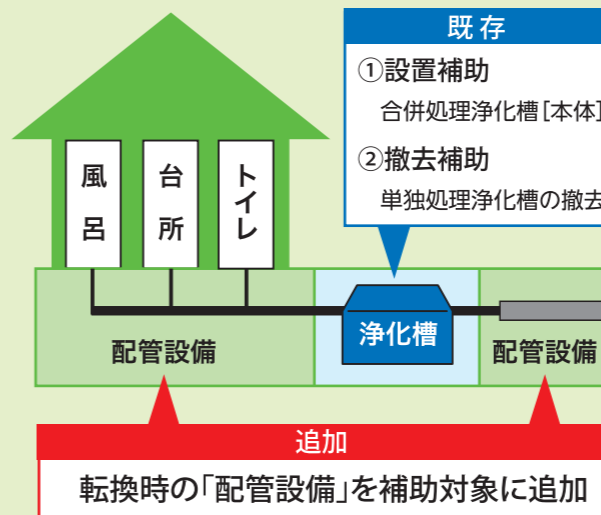 既存
①設置補助
合併処理浄化槽[本体]
②撤去補助
単独処理浄化槽の撤去
風呂
台所
トイレ
浄化槽
配管設備
配管設備
追加
転換時の「配管設備」を補助対象に追加